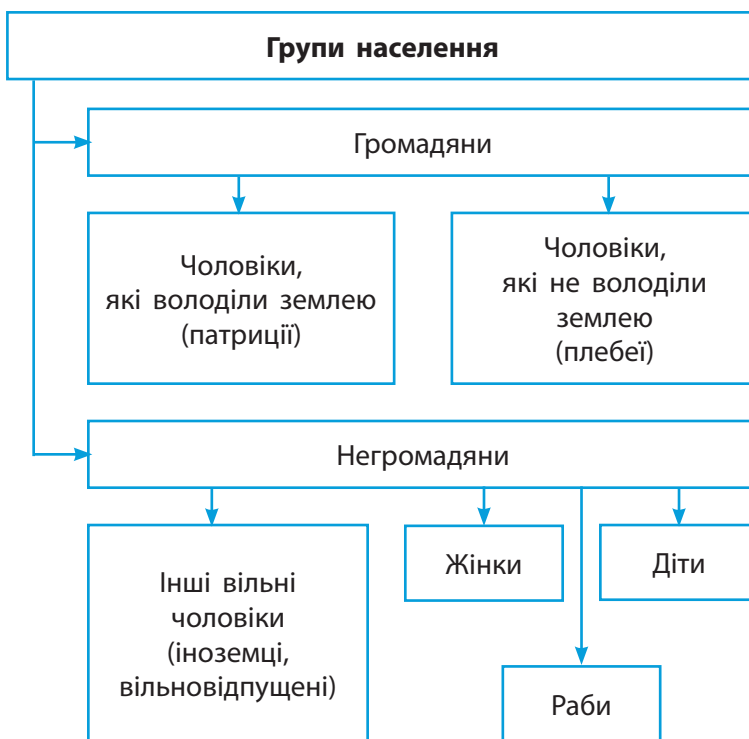 Групи населення
Громадяни
Чоловіки,
які володіли землею
(патриції)
Чоловіки,
які не володіли
землею
(плебеї)
Негромадяни
Інші вільні
чоловіки
(іноземці,
вільновідпущені)
Жінки
Раби
Діти